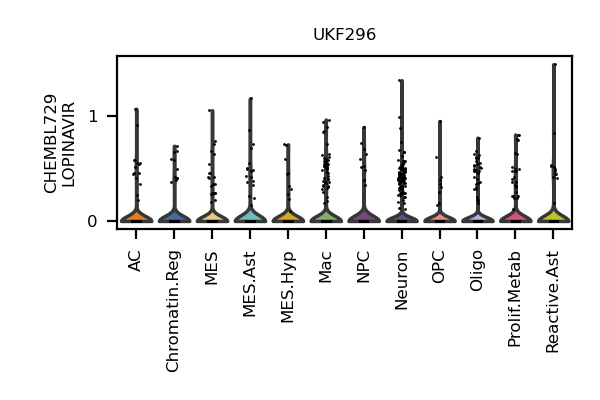 UKF296
CHEMBL729
LOPINAVIR
1
0
AC
Chromatin.Reg
MES
MES.Ast
MES.Hyp
Mac
NPC
Neuron
OPC
Oligo
Prolif.Metab
Reactive.Ast